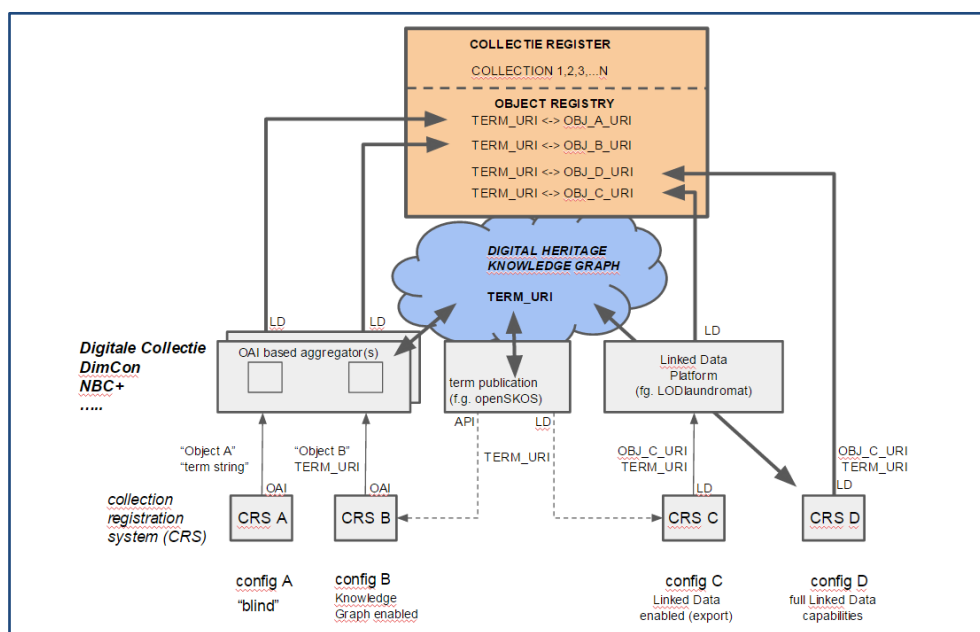 COLLECTIE REGISTER
COLLECTION 1,2,3,...N
OBJECT REGISTRY
TERM_URI <-> OBJ_A_URI
TERM_URI <-> OBJ_B_URI
TERM_URI <-> OBJ_D_URI
TERM_URI <-> OBJ_C_URI
DIGITAL HERITAGE
KNOWLEDGE GRAPH
TERM_URI
LD
LD
LD
Digitale Collectie
DimCon
NBC+
.....
OAI based aggregator(s)
term publication
(f.g. openSKOS)
Linked Data
Platform
(fg. LODlaundromat)
API
LD
"Object A"
"term string"
"Object B"
TERM_URI
TERM_URI
OBJ_C_URI
TERM_URI
OBJ_C_URI
TERM_URI
OAI
OAI
LD
LD
collection
registration
system (CRS)
CRS A
CRS B
CRS C
CRS D
config A
"blind"
config B
Knowledge
Graph enabled
config C
Linked Data
enabled (export)
config D
full Linked Data
capabilities